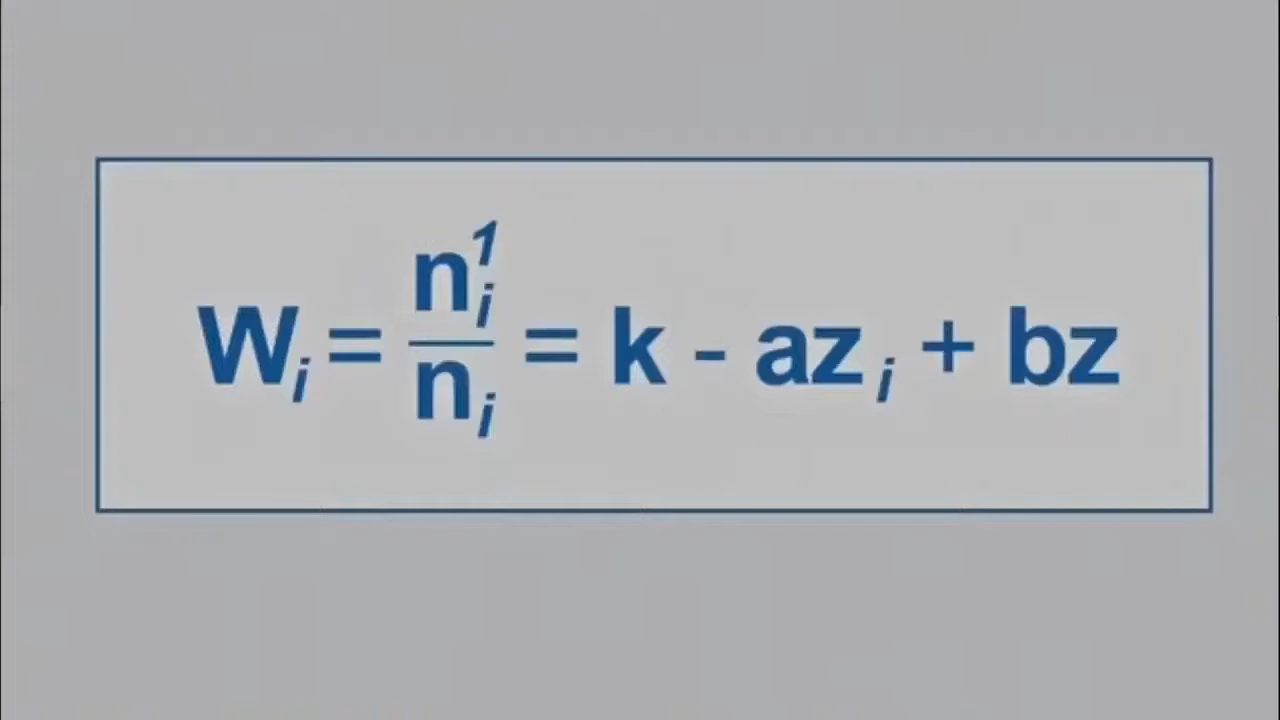 Wᵢ = nᵢ¹/nᵢ = k - azᵢ + bz